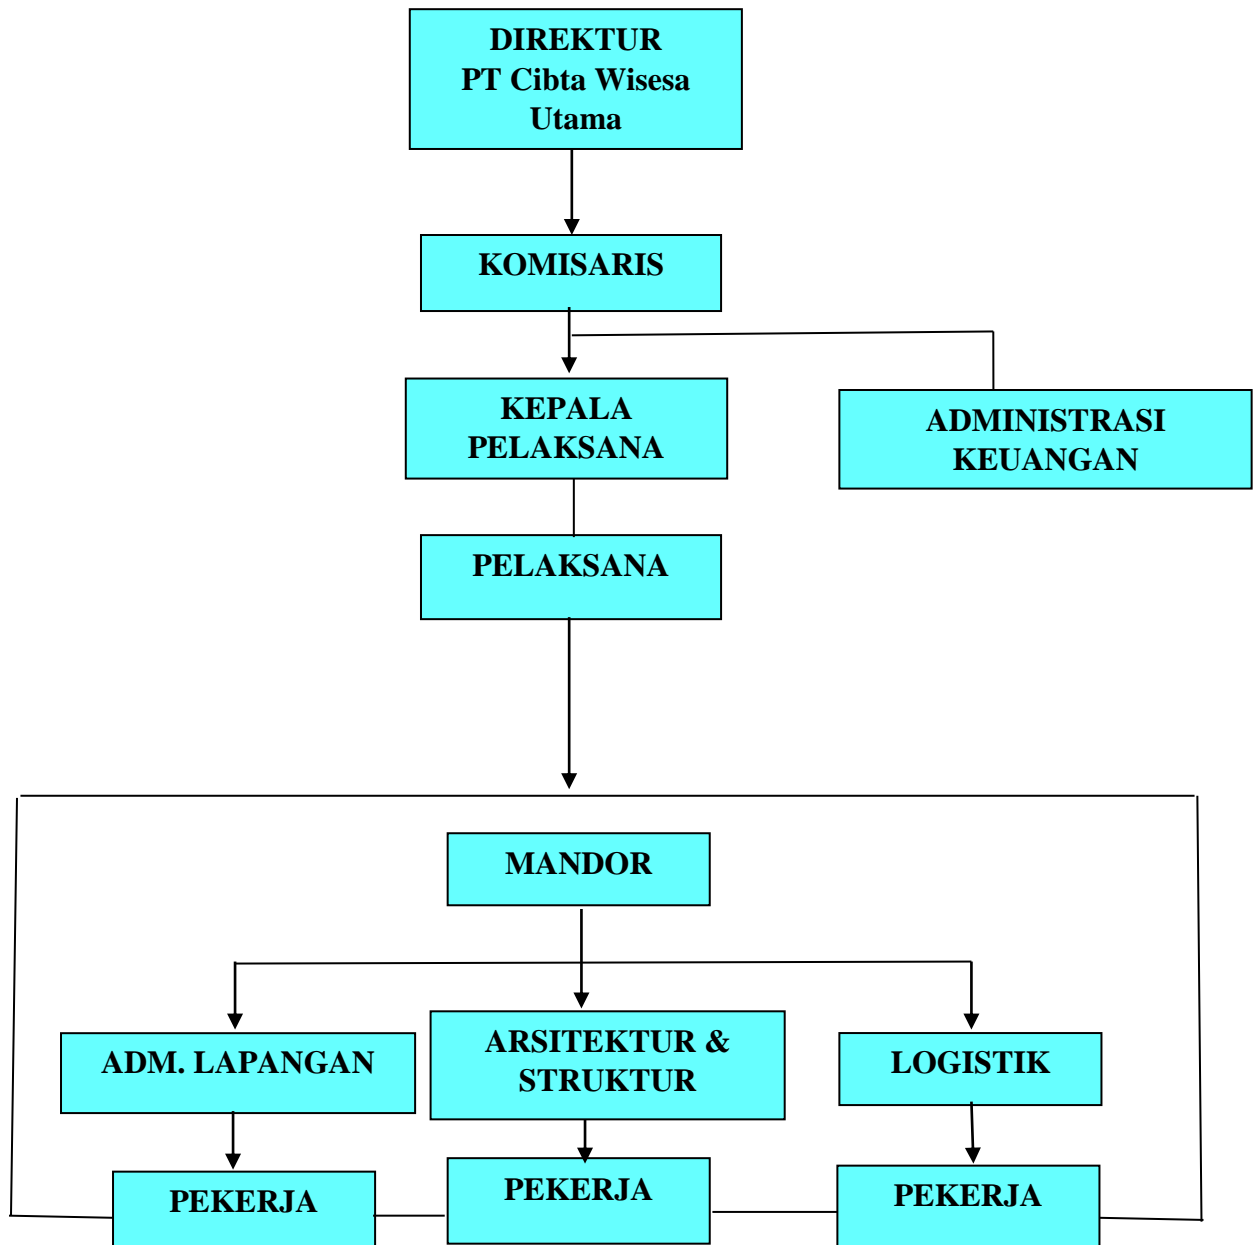 DIREKTUR
PT Cibta Wisesa
Utama
KOMISARIS
KEPALA
PELAKSANA
ADMINISTRASI
KEUANGAN
PELAKSANA
MANDOR
ADM. LAPANGAN
ARSITEKTUR &
STRUKTUR
LOGISTIK
PEKERJA
PEKERJA
PEKERJA